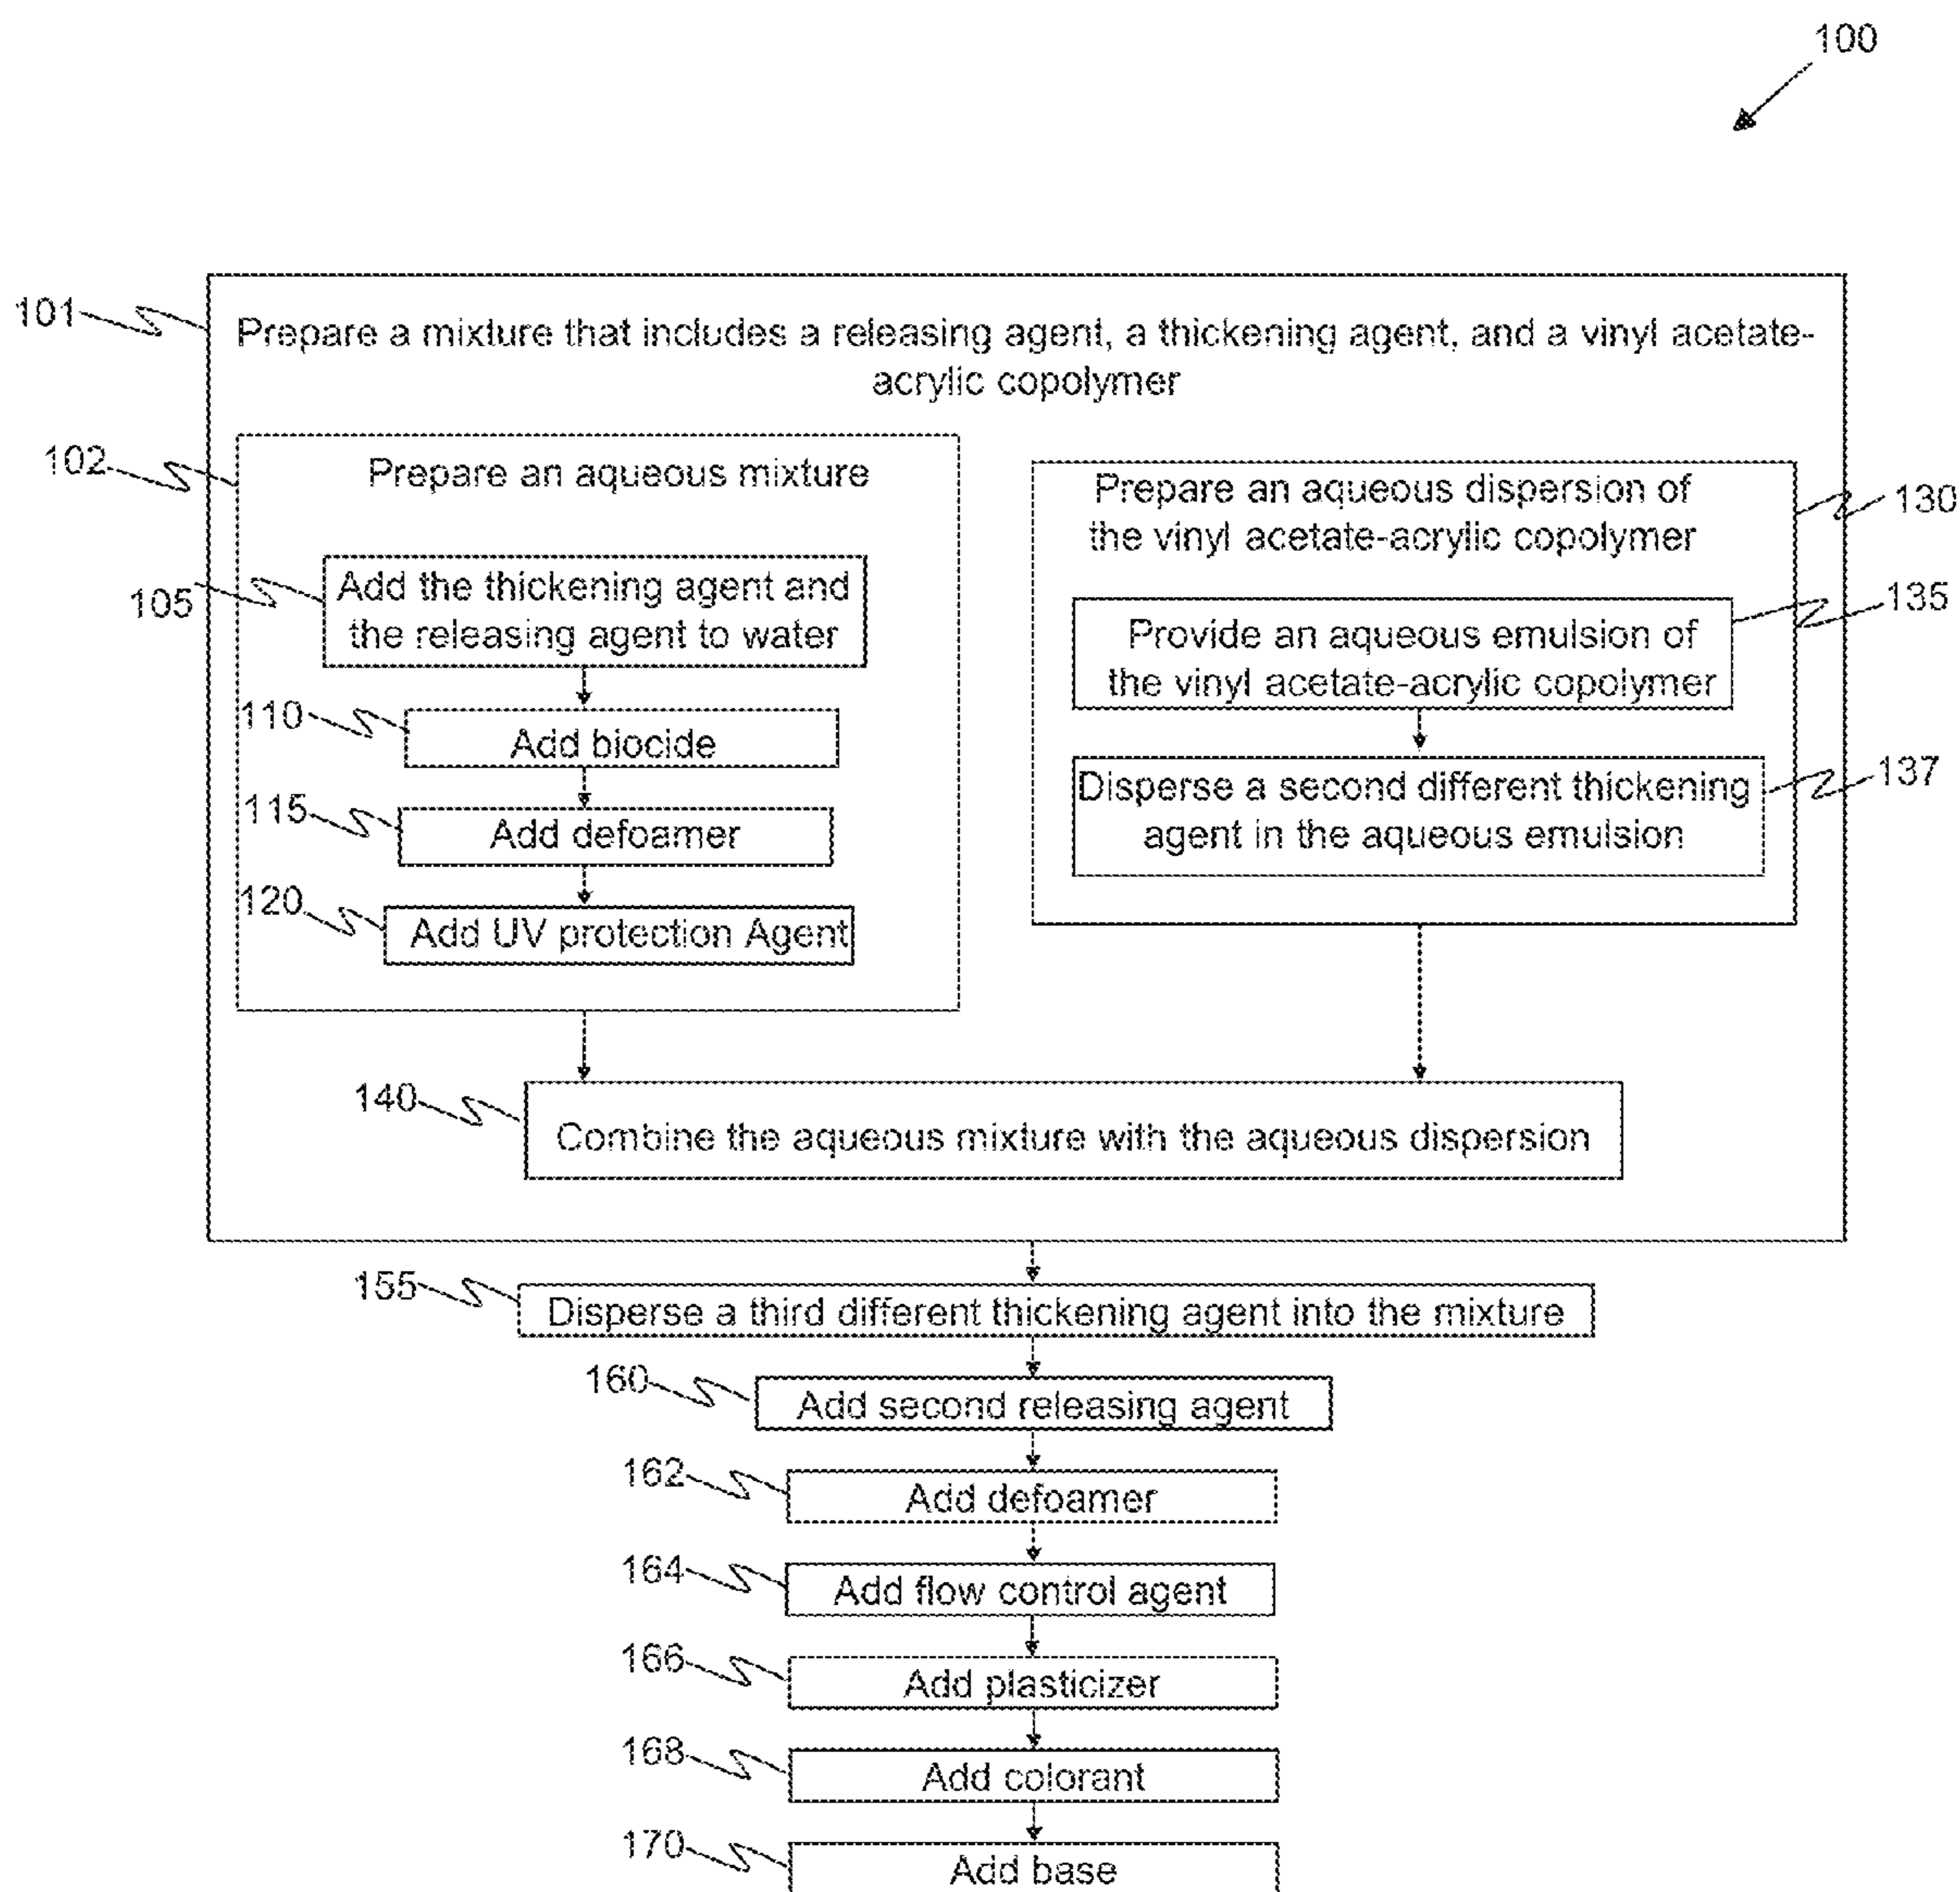 100
101
Prepare a mixture that includes a releasing agent, a thickening agent, and a vinyl acetate-
acrylic copolymer
102
Prepare an aqueous mixture
105
Add the thickening agent and
the releasing agent to water
110
Add biocide
115
Add defoamer
120
Add UV protection Agent
130
Prepare an aqueous dispersion of
the vinyl acetate-acrylic copolymer
135
Provide an aqueous emulsion of
the vinyl acetate-acrylic copolymer
137
Disperse a second different thickening
agent in the aqueous emulsion
140
Combine the aqueous mixture with the aqueous dispersion
155
Disperse a third different thickening agent into the mixture
160
Add second releasing agent
162
Add defoamer
164
Add flow control agent
166
Add plasticizer
168
Add colorant
170
Add base